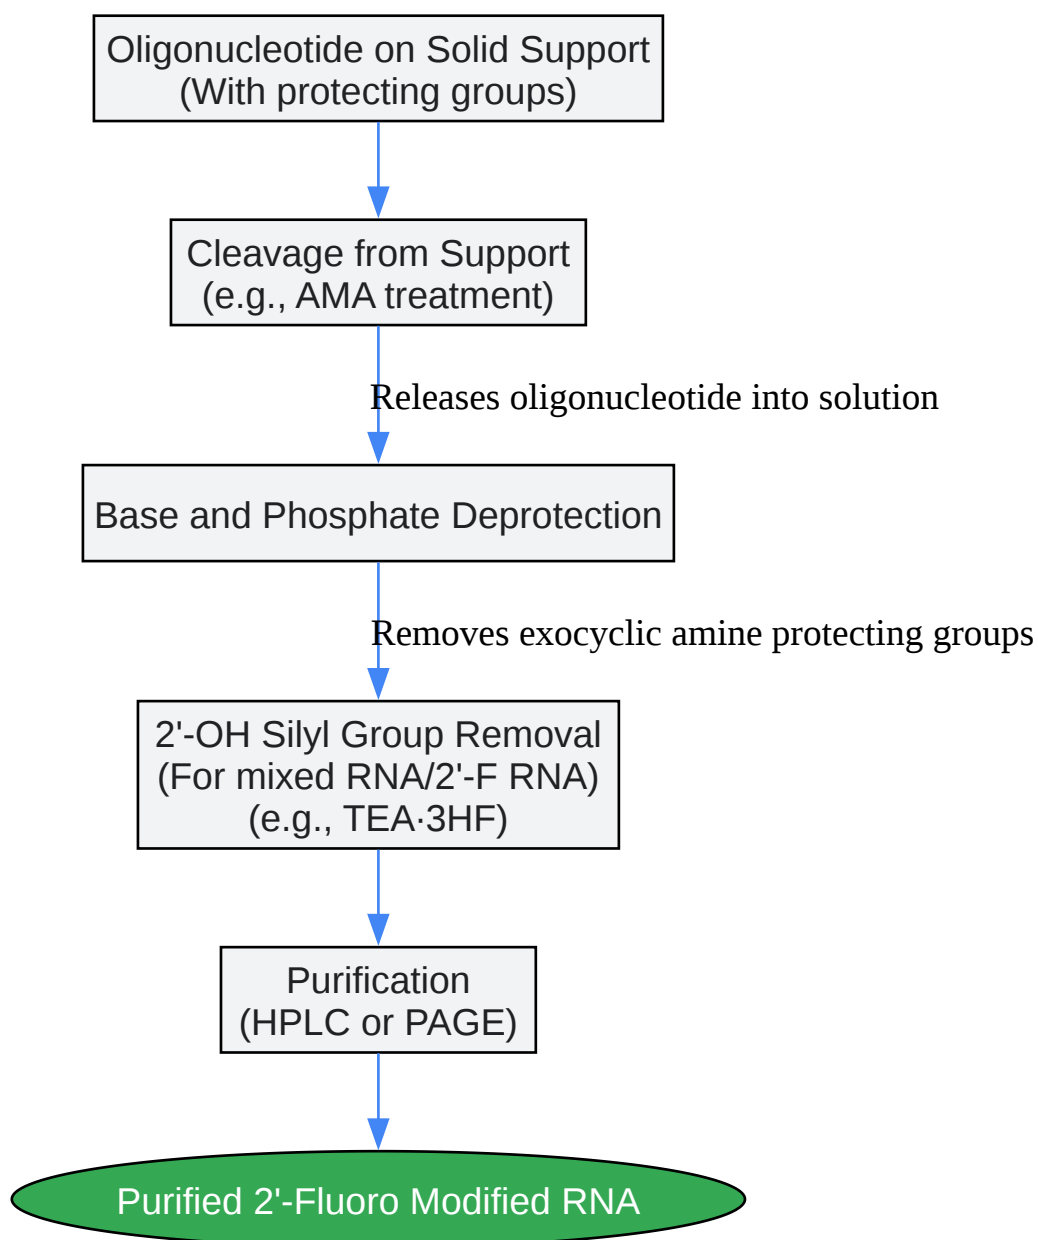 Oligonucleotide on Solid Support
(With protecting groups)
Cleavage from Support
(e.g., AMA treatment)
Releases oligonucleotide into solution
Base and Phosphate Deprotection
Removes exocyclic amine protecting groups
2'-OH Silyl Group Removal
(For mixed RNA/2'-F RNA)
(e.g., TEA·3HF)
Purification
(HPLC or PAGE)
Purified 2'-Fluoro Modified RNA